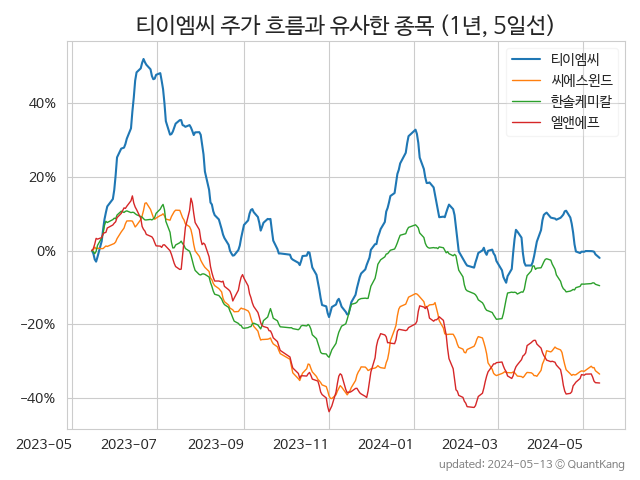 티이엠씨 주가 흐름과 유사한 종목 (1년, 5일선)
티이엠씨
씨에스윈드
한솔케미칼
엘앤에프
40%
20%
0%
−20%
−40%
2023-05 2023-07 2023-09 2023-11 2024-01 2024-03 2024-05
updated: 2024-05-13 © QuantKang